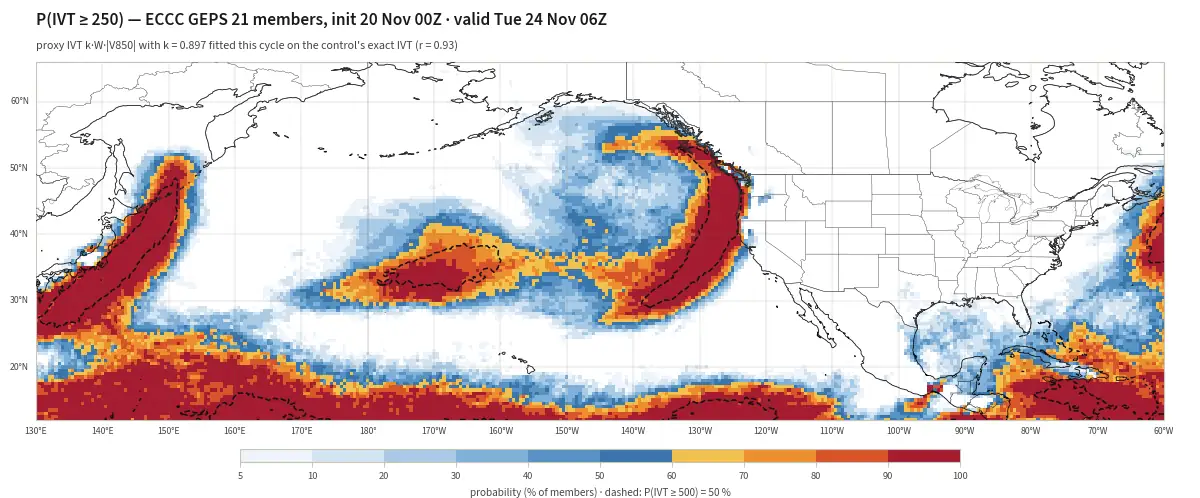 P(IVT ≥ 250) — ECCC GEPS 21 members, init 20 Nov 00Z · valid Tue 24 Nov 06Z
proxy IVT k·W·|V850| with k = 0.897 fitted this cycle on the control's exact IVT (r = 0.93)
60°N
50°N
40°N
30°N
20°N
130°E 140°E 150°E 160°E 170°E 180° 170°W 160°W 150°W 140°W 130°W 120°W 110°W 100°W 90°W 80°W 70°W 60°W
5 10 20 30 40 50 60 70 80 90 100
probability (% of members) · dashed: P(IVT ≥ 500) = 50 %